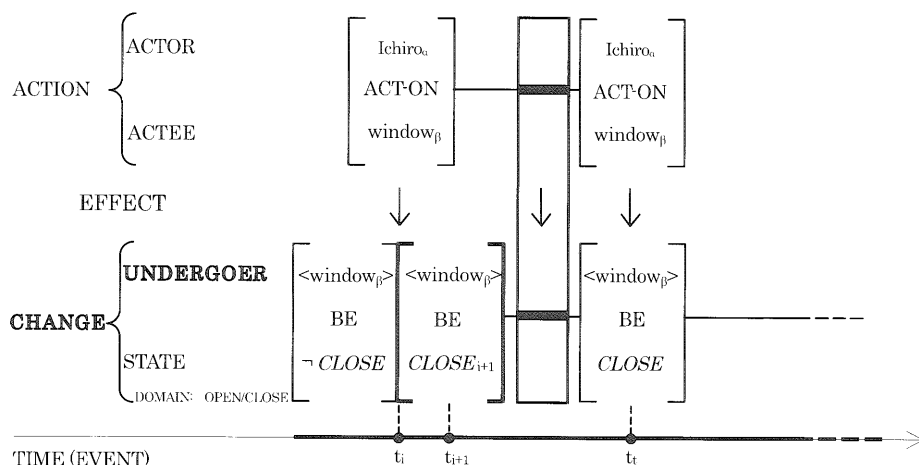 ACTION
ACTOR
ACTEE
Ichiroα
ACT-ON
windowβ
Ichiroα
ACT-ON
windowβ
EFFECT
CHANGE
UNDERGOER
STATE
DOMAIN: OPEN/CLOSE
<windowβ>
BE
¬ CLOSE
<windowβ>
BE
CLOSEi+1
<windowβ>
BE
CLOSE
TIME (EVENT)
ti
ti+1
tt